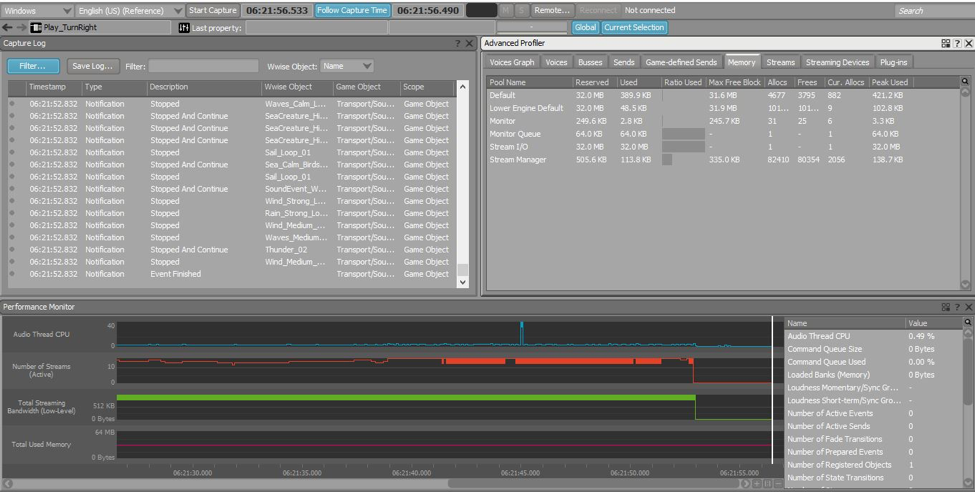 Windows English (US) (Reference) Start Capture 06:21:56.533 Follow Capture Time 06:21:56.490 M S Remote... Reconnect Not connected Search
Play_TurnRight Last property: - Global Current Selection
Capture Log ? X
Filter... Save Log... Filter: Wwise Object: Name
Timestamp Type Description Wwise Object Game Object Scope
06:21:52.832 Notification Stopped Waves_Calm_L... Transport/Sou... Game Object
06:21:52.832 Notification Stopped And Continue SeaCreature_Hi... Transport/Sou... Game Object
06:21:52.832 Notification Stopped And Continue SeaCreature_Hi... Transport/Sou... Game Object
06:21:52.832 Notification Stopped And Continue SeaCreature_Hi... Transport/Sou... Game Object
06:21:52.832 Notification Stopped Sail_Loop_01 Transport/Sou... Game Object
06:21:52.832 Notification Stopped And Continue Sea_Calm_Birds... Transport/Sou... Game Object
06:21:52.832 Notification Stopped Sail_Loop_01 Transport/Sou... Game Object
06:21:52.832 Notification Stopped And Continue SoundEvent_W... Transport/Sou... Game Object
06:21:52.832 Notification Stopped Wind_Strong_L... Transport/Sou... Game Object
06:21:52.832 Notification Stopped Rain_Strong_Lo... Transport/Sou... Game Object
06:21:52.832 Notification Stopped Wind_Medium_... Transport/Sou... Game Object
06:21:52.832 Notification Stopped Waves_Medium... Transport/Sou... Game Object
06:21:52.832 Notification Stopped And Continue Thunder_02 Transport/Sou... Game Object
06:21:52.832 Notification Stopped Wind_Medium_... Transport/Sou... Game Object
06:21:52.832 Notification Event Finished Transport/Sou... Game Object
Advanced Profiler ? X
Voices Graph Voices Busses Sends Game-defined Sends Memory Streams Streaming Devices Plug-ins
Pool Name Reserved Used Ratio Used Max Free Block Allocs Frees Cur. Allocs Peak Used
Default 32.0 MB 389.9 KB 31.6 MB 4677 3795 882 421.2 KB
Lower Engine Default 32.0 MB 48.5 KB 31.9 MB 101... 101... 9 102.8 KB
Monitor 249.6 KB 2.8 KB 245.7 KB 31 25 6 3.3 KB
Monitor Queue 64.0 KB 64.0 KB - 1 - 1 64.0 KB
Stream I/O 32.0 MB 32.0 MB - 1 - 1 32.0 MB
Stream Manager 505.6 KB 113.8 KB 335.0 KB 82410 80354 2056 138.7 KB
Performance Monitor ? X
Audio Thread CPU 40 0
Number of Streams (Active) 10 0
Total Streaming Bandwidth (Low-Level) 512 KB 0 Bytes
Total Used Memory 64 MB 0 Bytes
06:21:30.000 06:21:35.000 06:21:40.000 06:21:45.000 06:21:50.000 06:21:55.000
Name Value
Audio Thread CPU 0.49 %
Command Queue Size 0 Bytes
Command Queue Used 0.00 %
Loaded Banks (Memory) 0 Bytes
Loudness Momentary/Sync Gr... -
Loudness Short-term/Sync Gro... -
Number of Active Events 0
Number of Active Sends 0
Number of Fade Transitions 0
Number of Prepared Events 0
Number of Registered Objects 1
Number of State Transitions 0